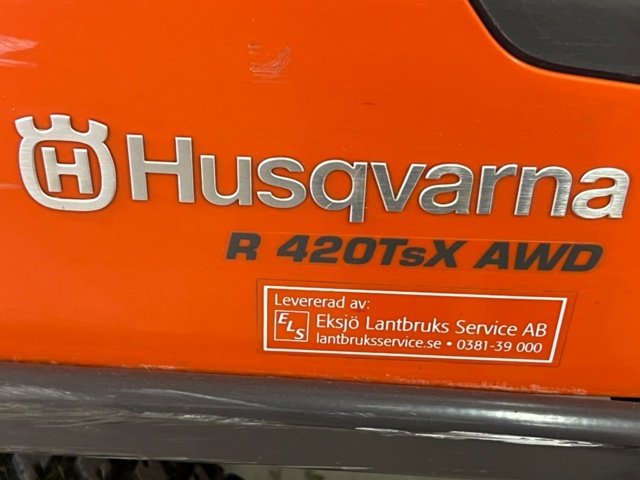 H Husqvarna
R 420TsX AWD
Levererad av:
ELS Eksjö Lantbruks Service AB
lantbruksservice.se • 0381-39 000